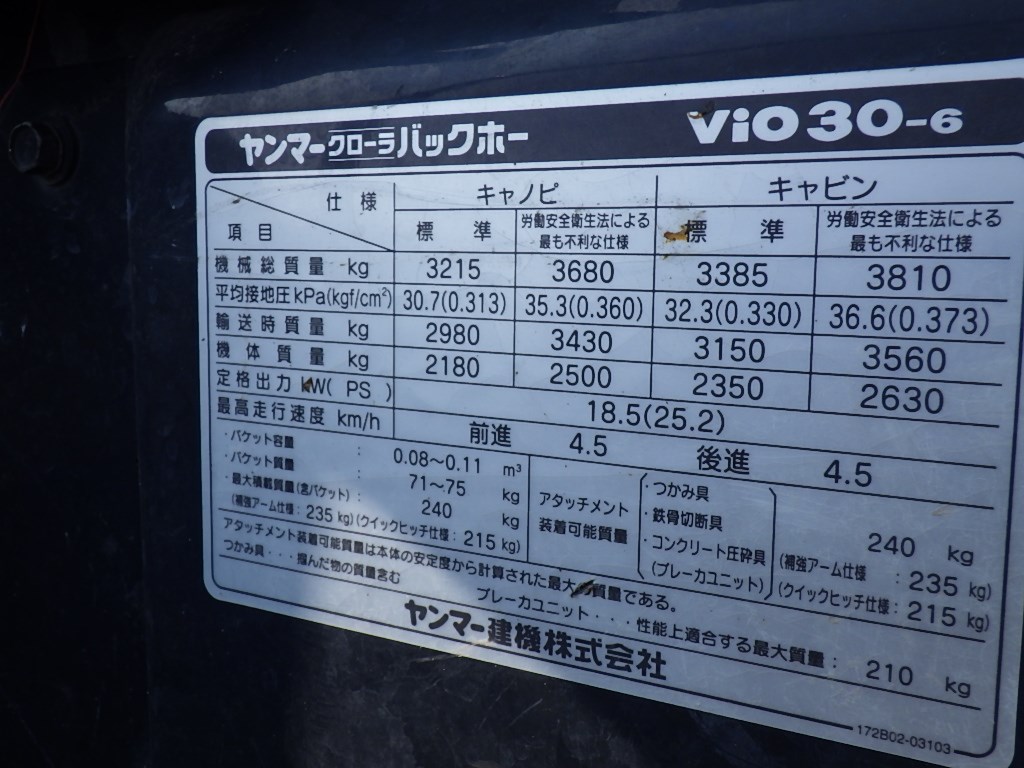 ヤンマークローラバックホー ViO30-6
仕様 キャノピ キャビン
項目 標準 労働安全衛生法による最も不利な仕様 標準 労働安全衛生法による最も不利な仕様
機械総質量 kg 3215 3680 3385 3810
平均接地圧 kPa(kgf/cm²) 30.7(0.313) 35.3(0.360) 32.3(0.330) 36.6(0.373)
輸送時質量 kg 2980 3430 3150 3560
機体質量 kg 2180 2500 2350 2630
定格出力 kW(PS) 18.5(25.2)
最高走行速度 km/h 前進 4.5 後進 4.5
・バケット容量 : 0.08～0.11 m³
・バケット質量 : 71～75 kg
・最大積載質量(含バケット) : 240 kg
(補強アーム仕様 : 235 kg)(クイックヒッチ仕様 : 215 kg)
アタッチメント装着可能質量
・つかみ具
・鉄骨切断具
・コンクリート圧砕具
(ブレーカユニット)
240 kg
(補強アーム仕様 : 235 kg)
(クイックヒッチ仕様 : 215 kg)
アタッチメント装着可能質量は本体の安定度から計算された最大質量である。
つかみ具・・・掴んだ物の質量含む ブレーカユニット・・・性能上適合する最大質量 : 210 kg
ヤンマー建機株式会社
172B02-03103